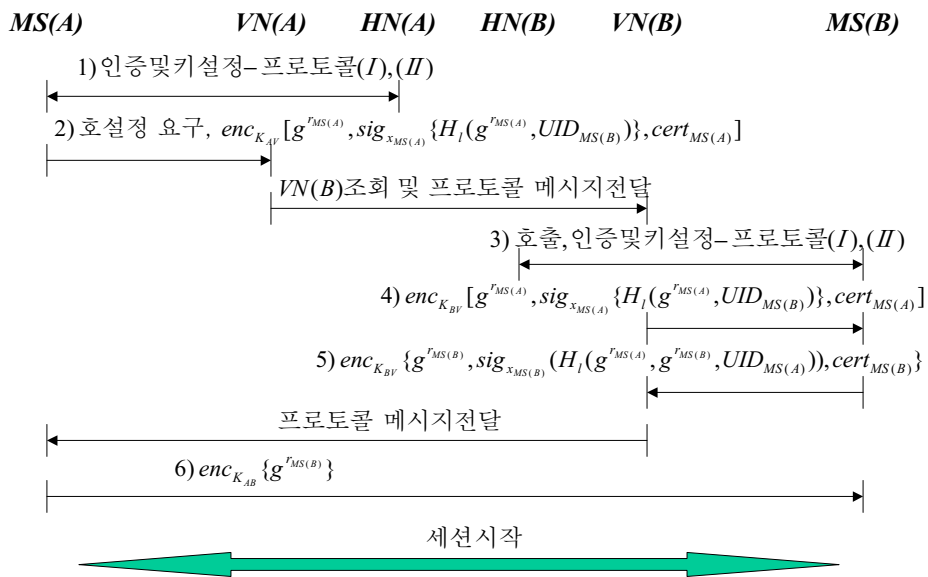 MS(A) VN(A) HN(A) HN(B) VN(B) MS(B)
1)인증및키설정–프로토콜(I),(II)
2)호설정 요구, enc_{K_{AV}}[g^{r_{MS(A)}},sig_{x_{MS(A)}}{H_l(g^{r_{MS(A)}},UID_{MS(B)})},cert_{MS(A)}]
VN(B)조회 및 프로토콜 메시지전달
3)호출,인증및키설정–프로토콜(I),(II)
4)enc_{K_{BV}}[g^{r_{MS(A)}},sig_{x_{MS(A)}}{H_l(g^{r_{MS(A)}},UID_{MS(B)})},cert_{MS(A)}]
5)enc_{K_{BV}}{g^{r_{MS(B)}},sig_{x_{MS(B)}}(H_l(g^{r_{MS(A)}},g^{r_{MS(B)}},UID_{MS(A)})),cert_{MS(B)}}
프로토콜 메시지전달
6)enc_{K_{AB}}{g^{r_{MS(B)}}}
세션시작